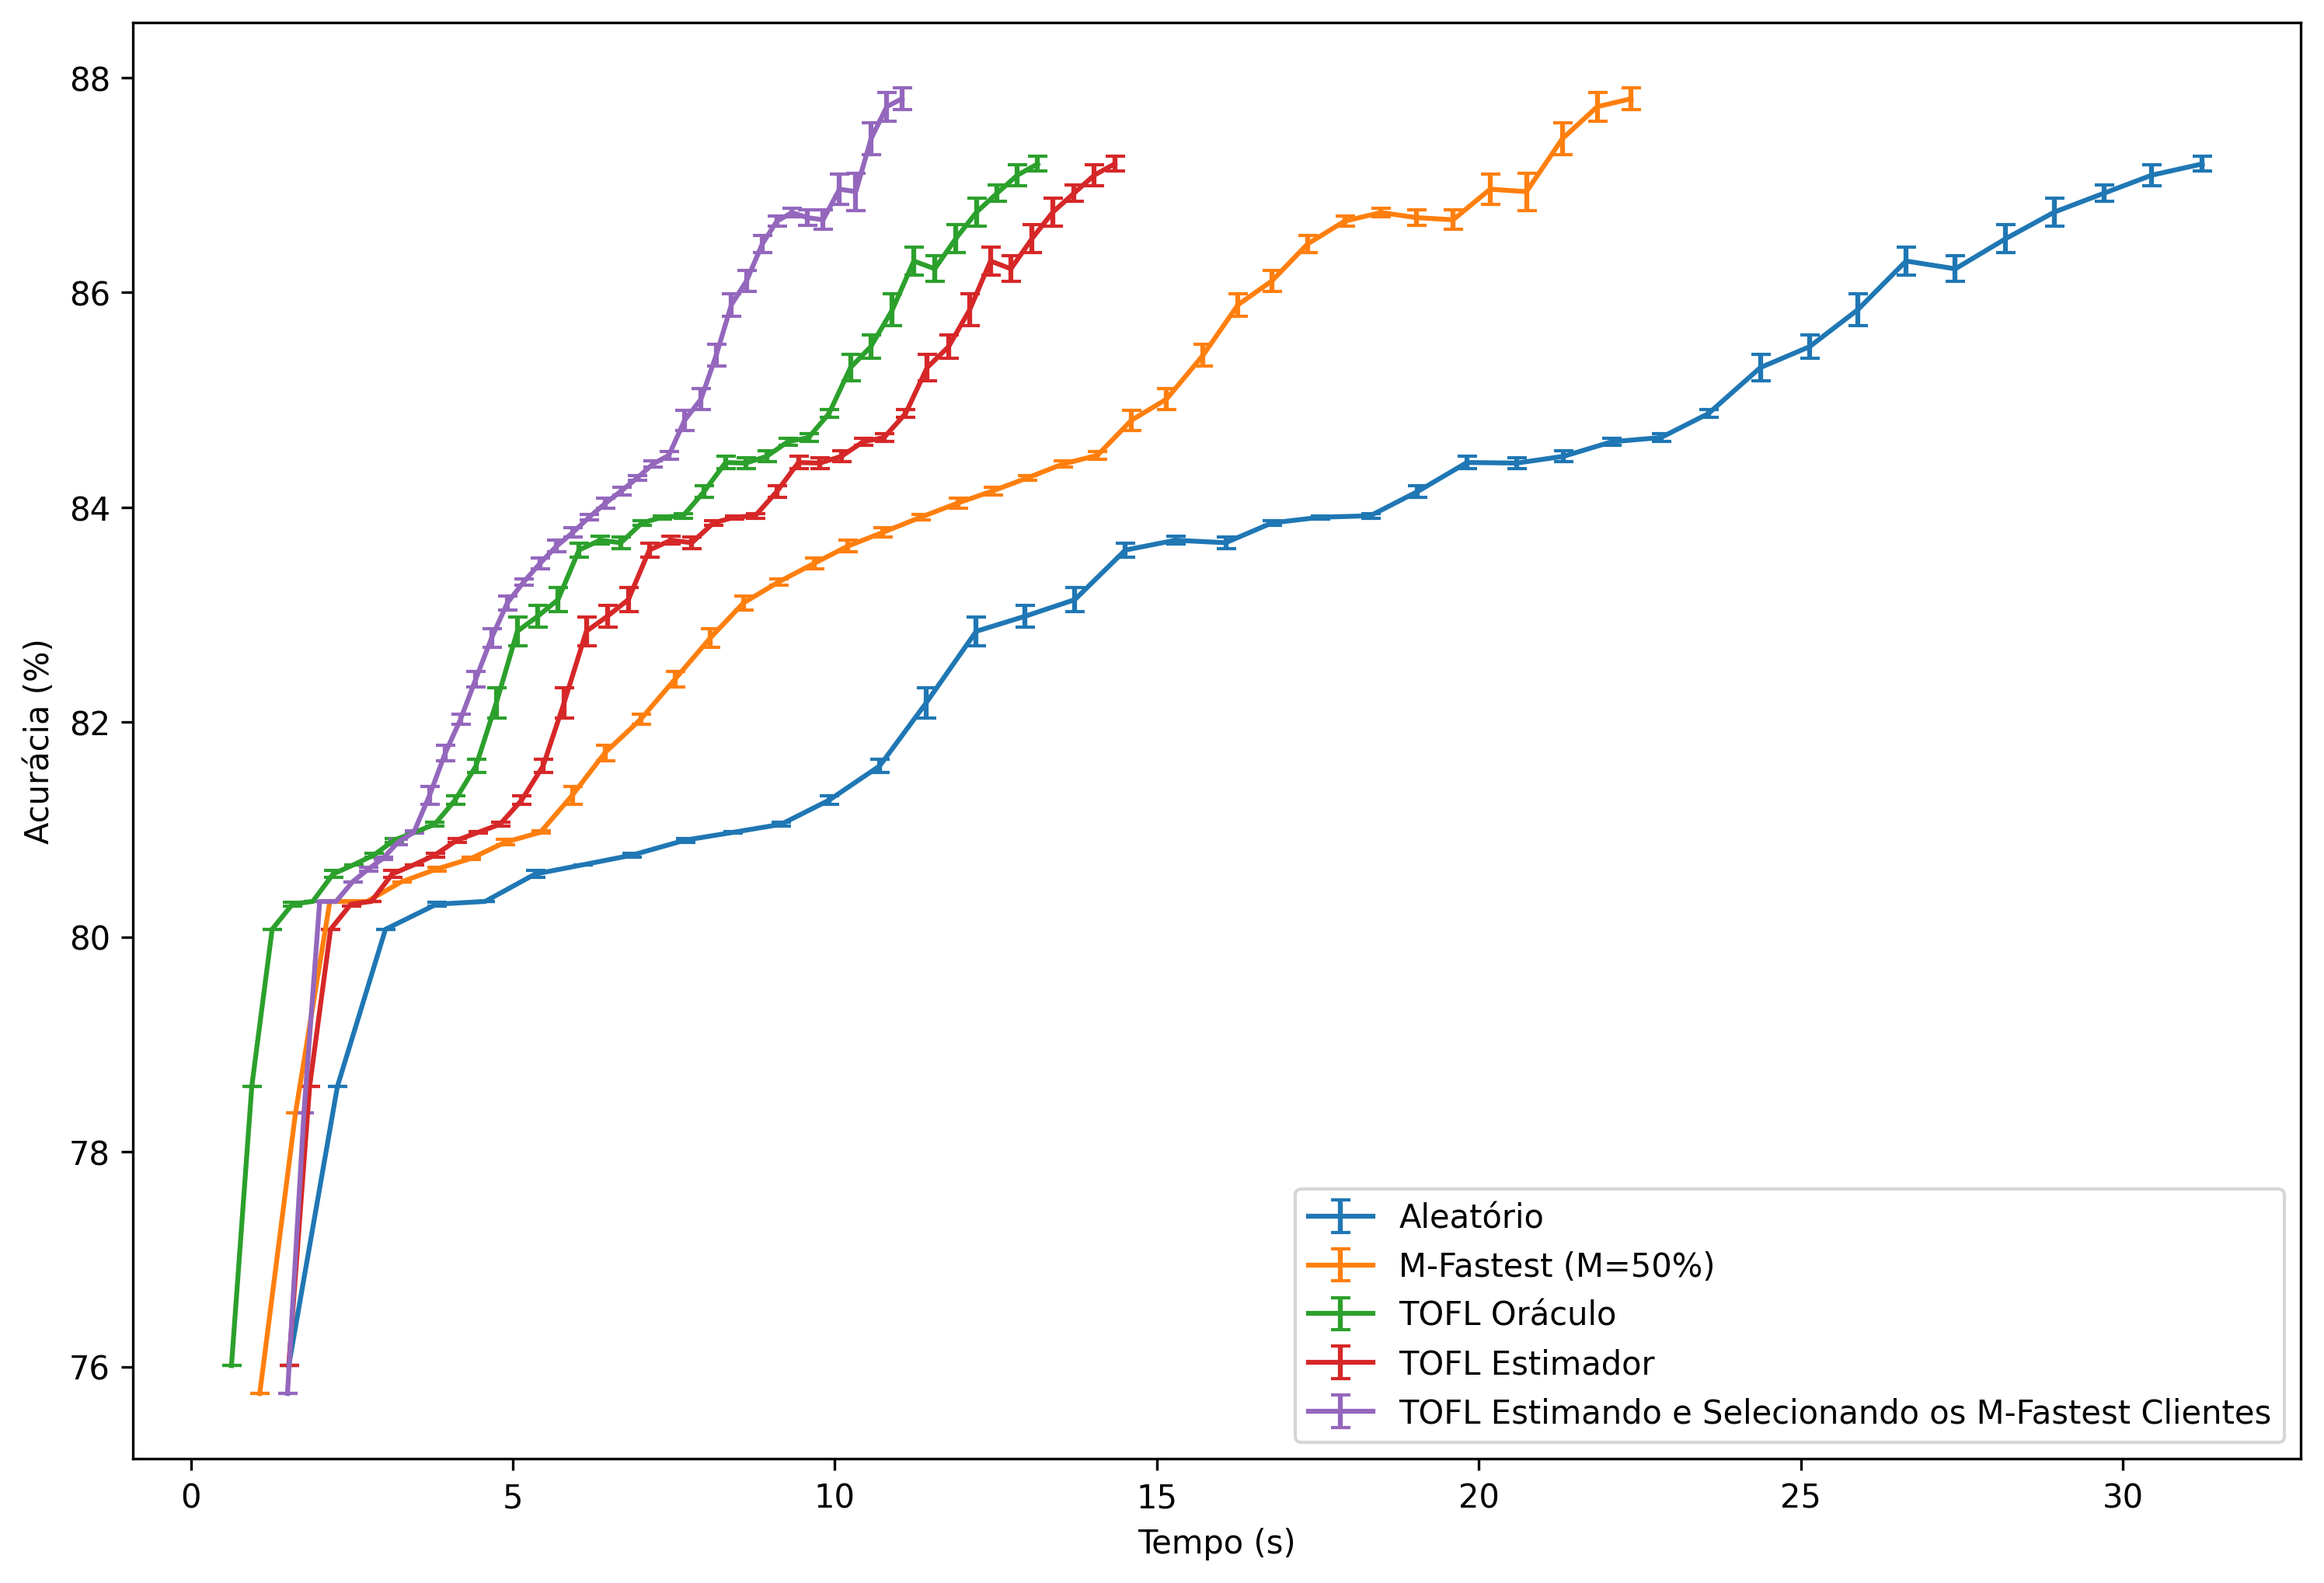 88
86
84
82
80
78
76
Acurácia (%)
0 5 10 15 20 25 30
Tempo (s)
Aleatório
M-Fastest (M=50%)
TOFL Oráculo
TOFL Estimador
TOFL Estimando e Selecionando os M-Fastest Clientes